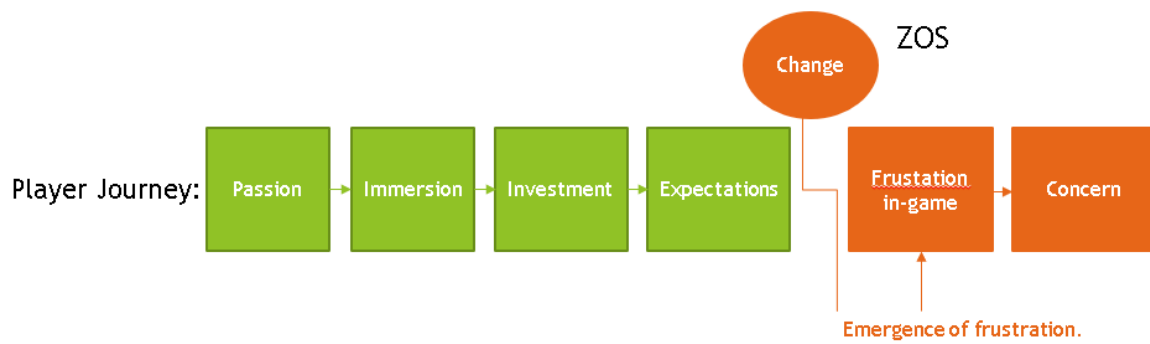 ZOS
Change
Player Journey:
Passion
Immersion
Investment
Expectations
Frustation
in-game
Concern
Emergence of frustration.